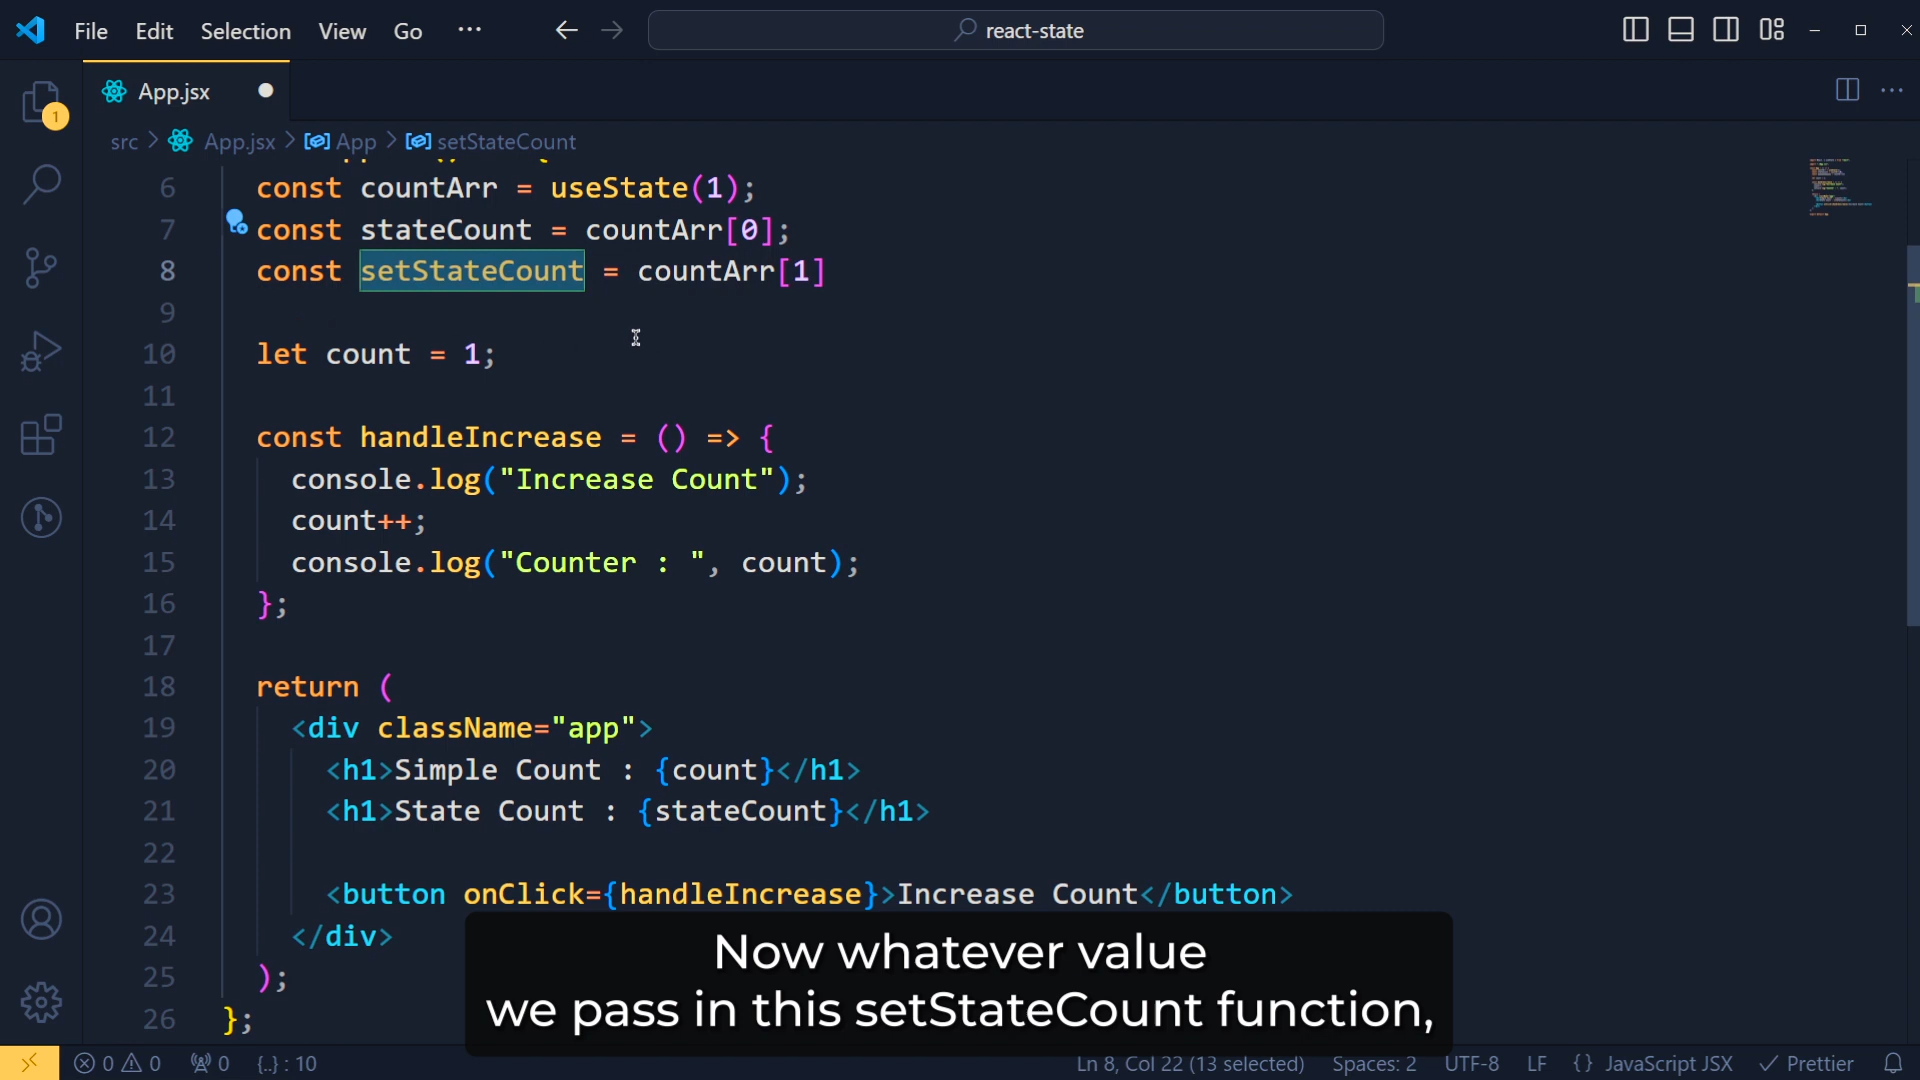 File Edit Selection View Go ··· ← → react-state
App.jsx
src > App.jsx > App > setStateCount
6 const countArr = useState(1);
7 const stateCount = countArr[0];
8 const setStateCount = countArr[1]
9
10 let count = 1;
11
12 const handleIncrease = () => {
13 console.log("Increase Count");
14 count++;
15 console.log("Counter : ", count);
16 };
17
18 return (
19 <div className="app">
20 <h1>Simple Count : {count}</h1>
21 <h1>State Count : {stateCount}</h1>
22
23 <button onClick={handleIncrease}>Increase Count</button>
24 </div>
25 );
26 };
1
Now whatever value
we pass in this setStateCount function,
0 0 0 {..} : 10 Ln 8, Col 22 (13 selected) Spaces: 2 UTF-8 LF {} JavaScript JSX Prettier